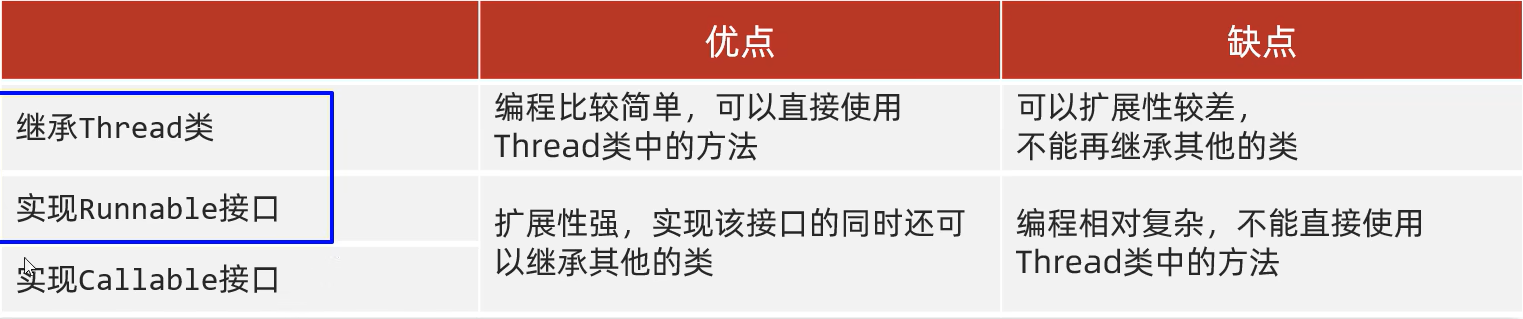 优点
缺点
继承Thread类
编程比较简单，可以直接使用
Thread类中的方法
可以扩展性较差，
不能再继承其他的类
实现Runnable接口
实现Callable接口
扩展性强，实现该接口的同时还可
以继承其他的类
编程相对复杂，不能直接使用
Thread类中的方法